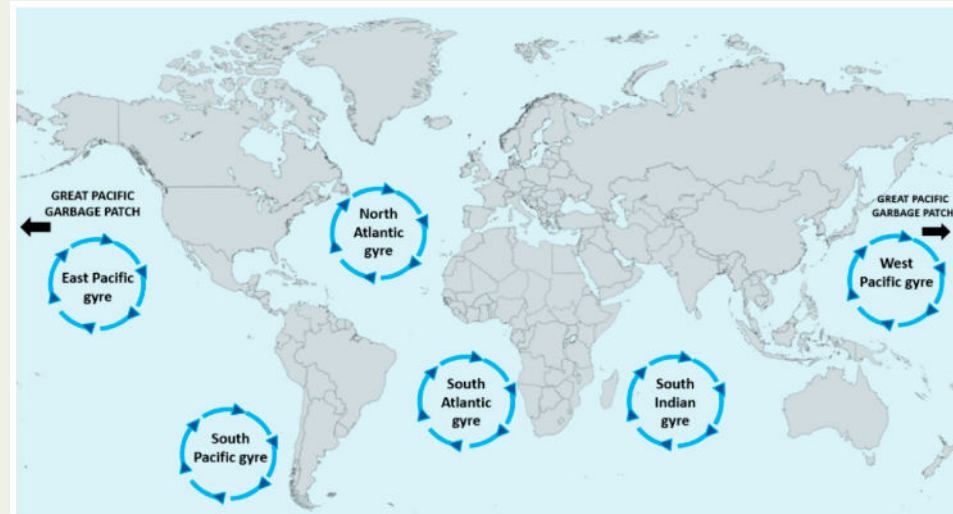 GREAT PACIFIC
GARBAGE PATCH
East Pacific
gyre
North
Atlantic
gyre
GREAT PACIFIC
GARBAGE PATCH
West
Pacific gyre
South
Pacific gyre
South
Atlantic
gyre
South
Indian
gyre